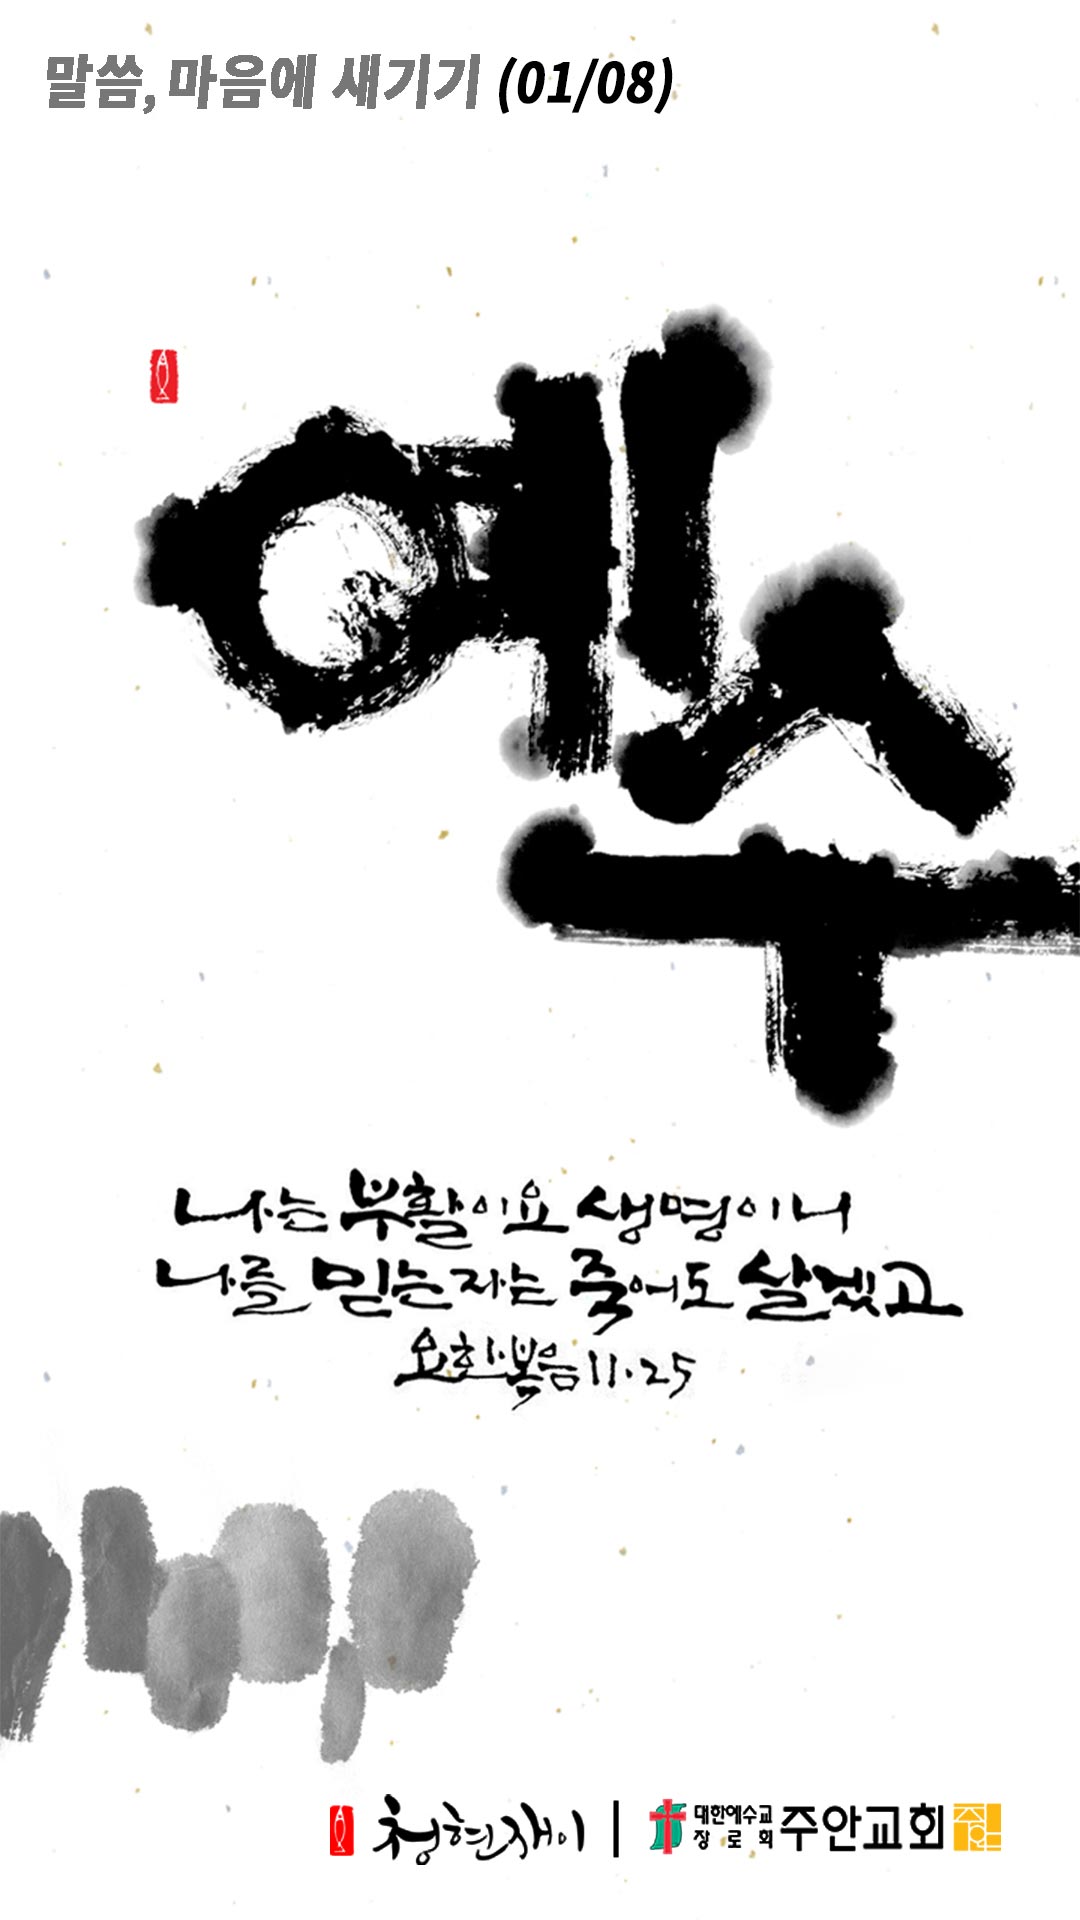 말씀, 마음에 새기기 (01/08)
예수
나는 부활이요 생명이니
나를 믿는 자는 죽어도 살겠고
요한복음 11.25
청현재이 | 대한예수교 장로회 주안교회 주안